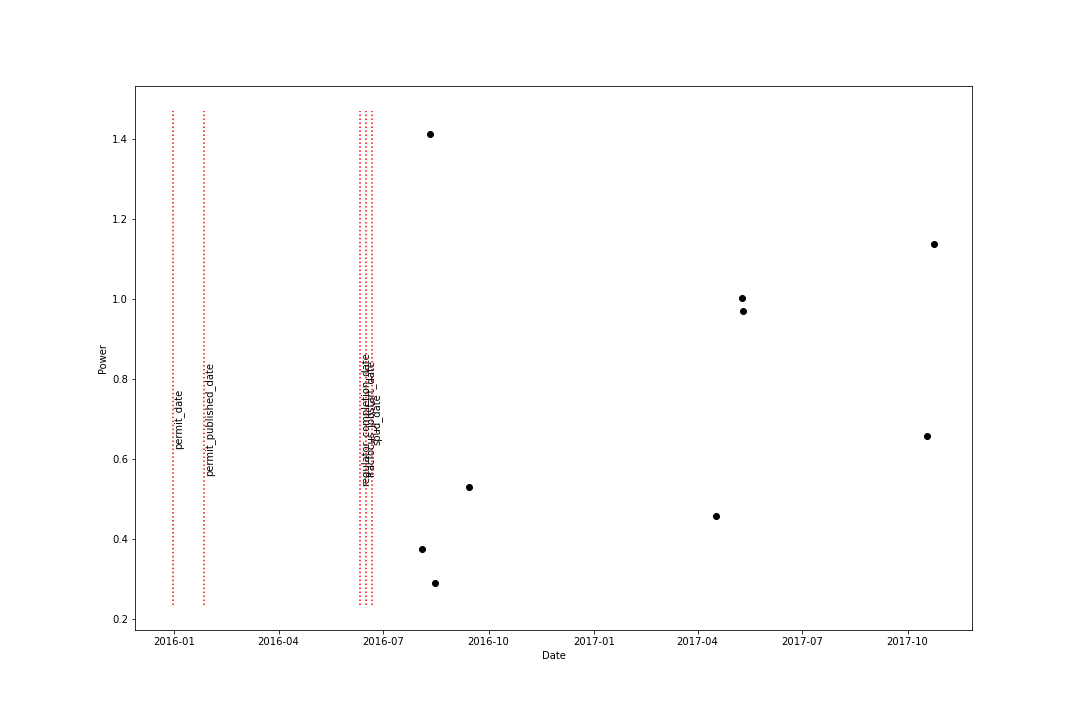 1.4
1.2
1.0
0.8
0.6
0.4
0.2
Power
permit_date
permit_published_date
regulator_completion_date
spud_date
2016-01
2016-04
2016-07
2016-10
2017-01
2017-04
2017-07
2017-10
Date